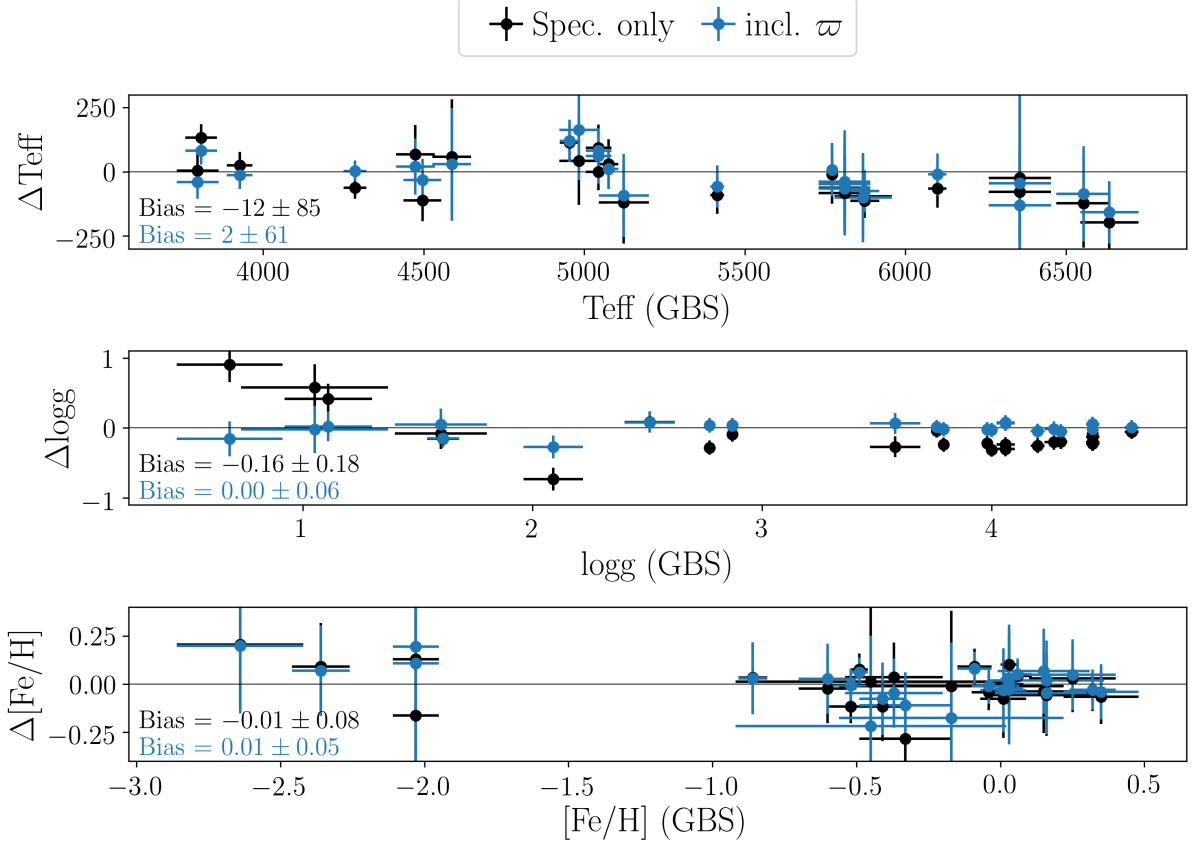 Spec. only incl. ϖ
ΔTeff
250
0
−250
Bias = −12 ± 85
Bias = 2 ± 61
4000 4500 5000 5500 6000 6500
Teff (GBS)
Δlogg
1
0
−1
Bias = −0.16 ± 0.18
Bias = 0.00 ± 0.06
1 2 3 4
logg (GBS)
Δ[Fe/H]
0.25
0.00
−0.25
Bias = −0.01 ± 0.08
Bias = 0.01 ± 0.05
−3.0 −2.5 −2.0 −1.5 −1.0 −0.5 0.0 0.5
[Fe/H] (GBS)